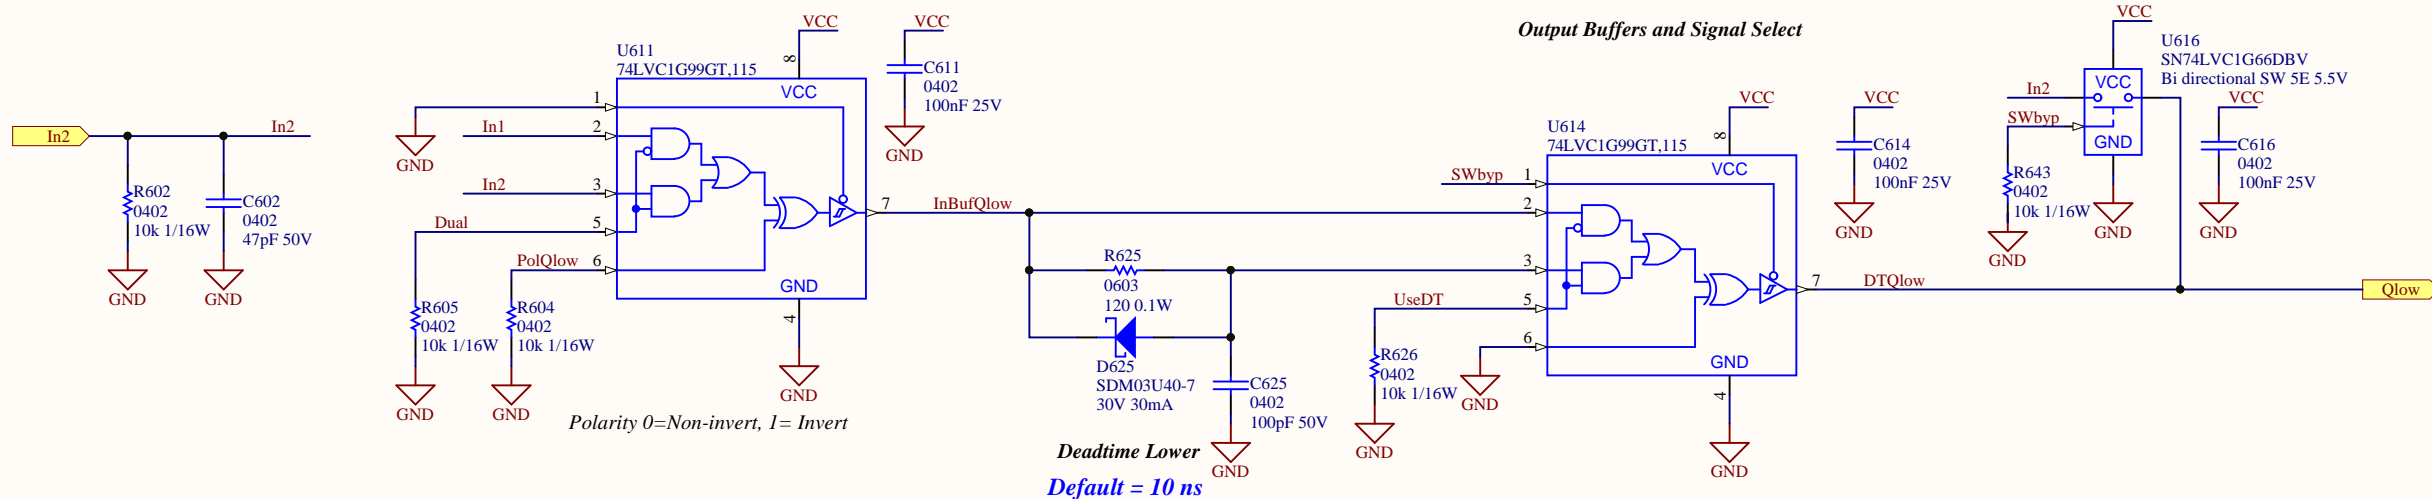 In2
In2
R602
0402
10k 1/16W
C602
0402
47pF 50V
GND
GND
U611
74LVC1G99GT,115
VCC
8
VCC
1
GND
In1
2
In2
3
Dual
5
PolQlow
6
7
GND
4
GND
R605
0402
10k 1/16W
GND
R604
0402
10k 1/16W
GND
Polarity 0=Non-invert, 1= Invert
VCC
C611
0402
100nF 25V
GND
InBufQlow
R625
0603
120 0.1W
D625
SDM03U40-7
30V 30mA
C625
0402
100pF 50V
GND
Deadtime Lower
Default = 10 ns
Output Buffers and Signal Select
U614
74LVC1G99GT,115
VCC
8
VCC
SWbyp
1
2
3
UseDT
5
6
7
GND
4
GND
R626
0402
10k 1/16W
GND
GND
VCC
C614
0402
100nF 25V
GND
DTQlow
VCC
U616
SN74LVC1G66DBV
Bi directional SW 5E 5.5V
In2
VCC
SWbyp
GND
GND
R643
0402
10k 1/16W
GND
VCC
C616
0402
100nF 25V
GND
Qlow